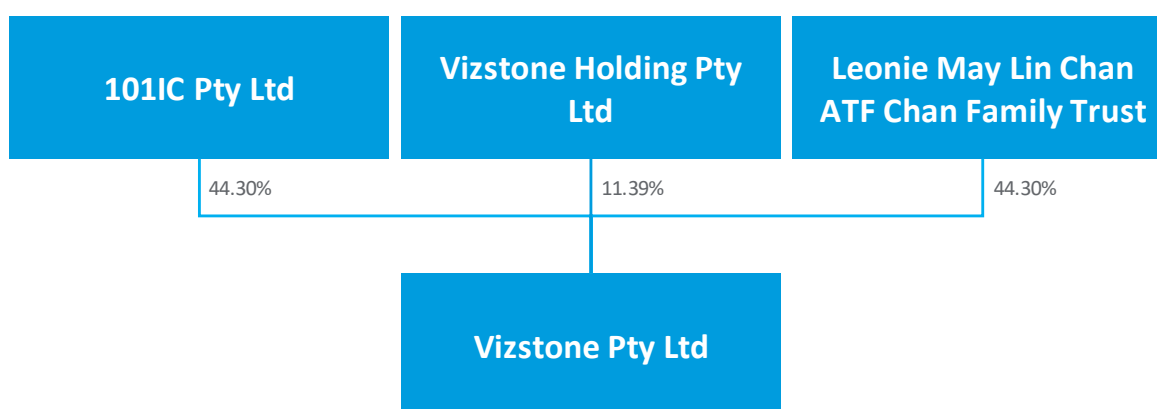 101IC Pty Ltd
Vizstone Holding Pty
Ltd
Leonie May Lin Chan
ATF Chan Family Trust
44.30%
11.39%
44.30%
Vizstone Pty Ltd